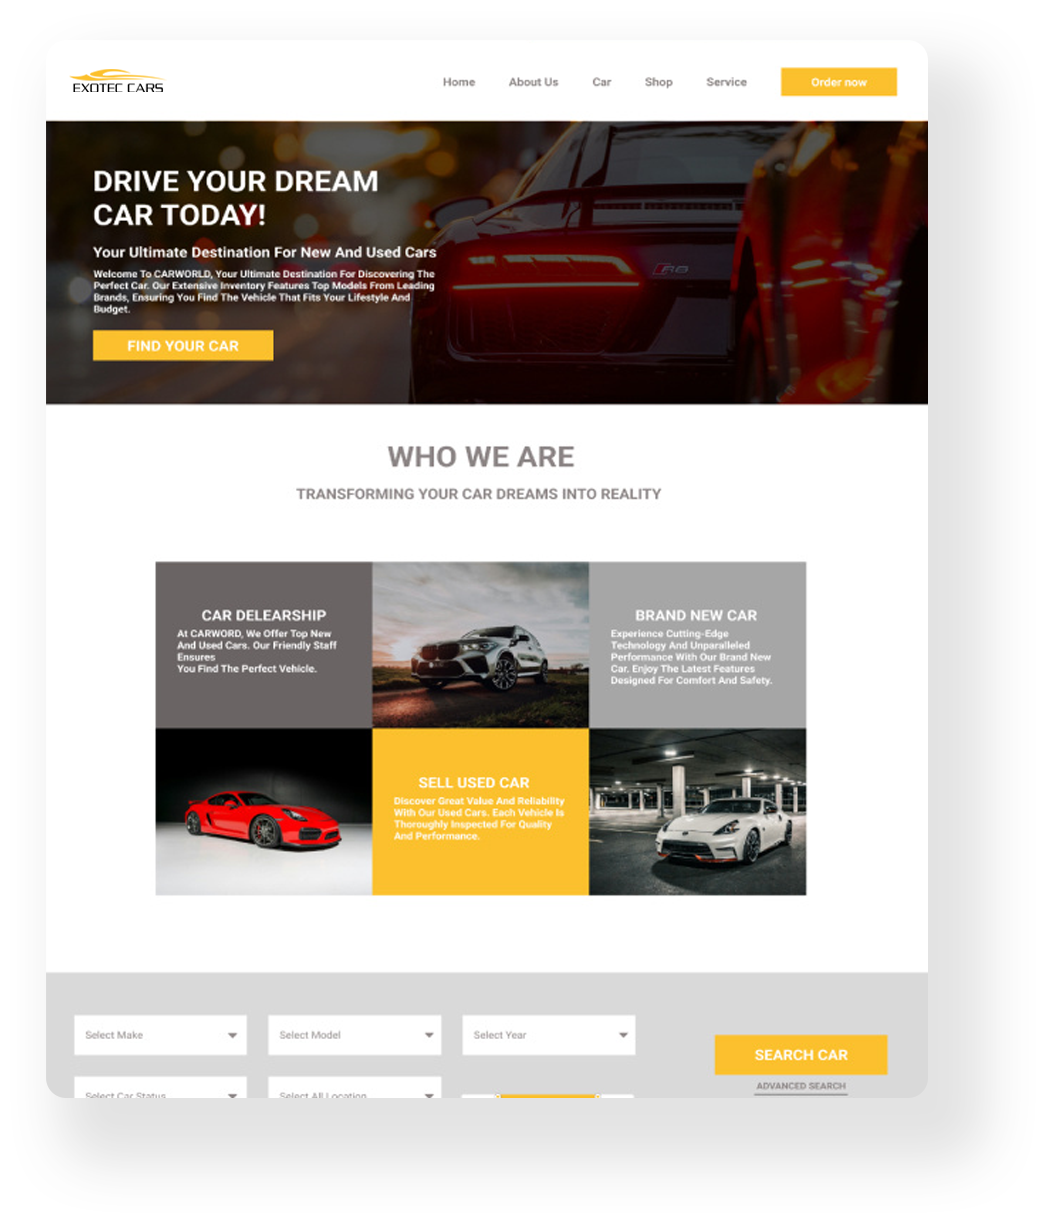 EXOTEC CARS
Home About Us Car Shop Service Order now
DRIVE YOUR DREAM
CAR TODAY!
Your Ultimate Destination For New And Used Cars
Welcome To CARWORLD, Your Ultimate Destination For Discovering The
Perfect Car. Our Extensive Inventory Features Top Models From Leading
Brands, Ensuring You Find The Vehicle That Fits Your Lifestyle And
Budget.
FIND YOUR CAR
R8
WHO WE ARE
TRANSFORMING YOUR CAR DREAMS INTO REALITY
CAR DELEARSHIP
At CARWORD, We Offer Top New
And Used Cars. Our Friendly Staff
Ensures
You Find The Perfect Vehicle.
BRAND NEW CAR
Experience Cutting-Edge
Technology And Unparalleled
Performance With Our Brand New
Car. Enjoy The Latest Features
Designed For Comfort And Safety.
SELL USED CAR
Discover Great Value And Reliability
With Our Used Cars. Each Vehicle Is
Thoroughly Inspected For Quality
And Performance.
Select Make
Select Model
Select Year
SEARCH CAR
ADVANCED SEARCH
Select Car Status
Select All Location